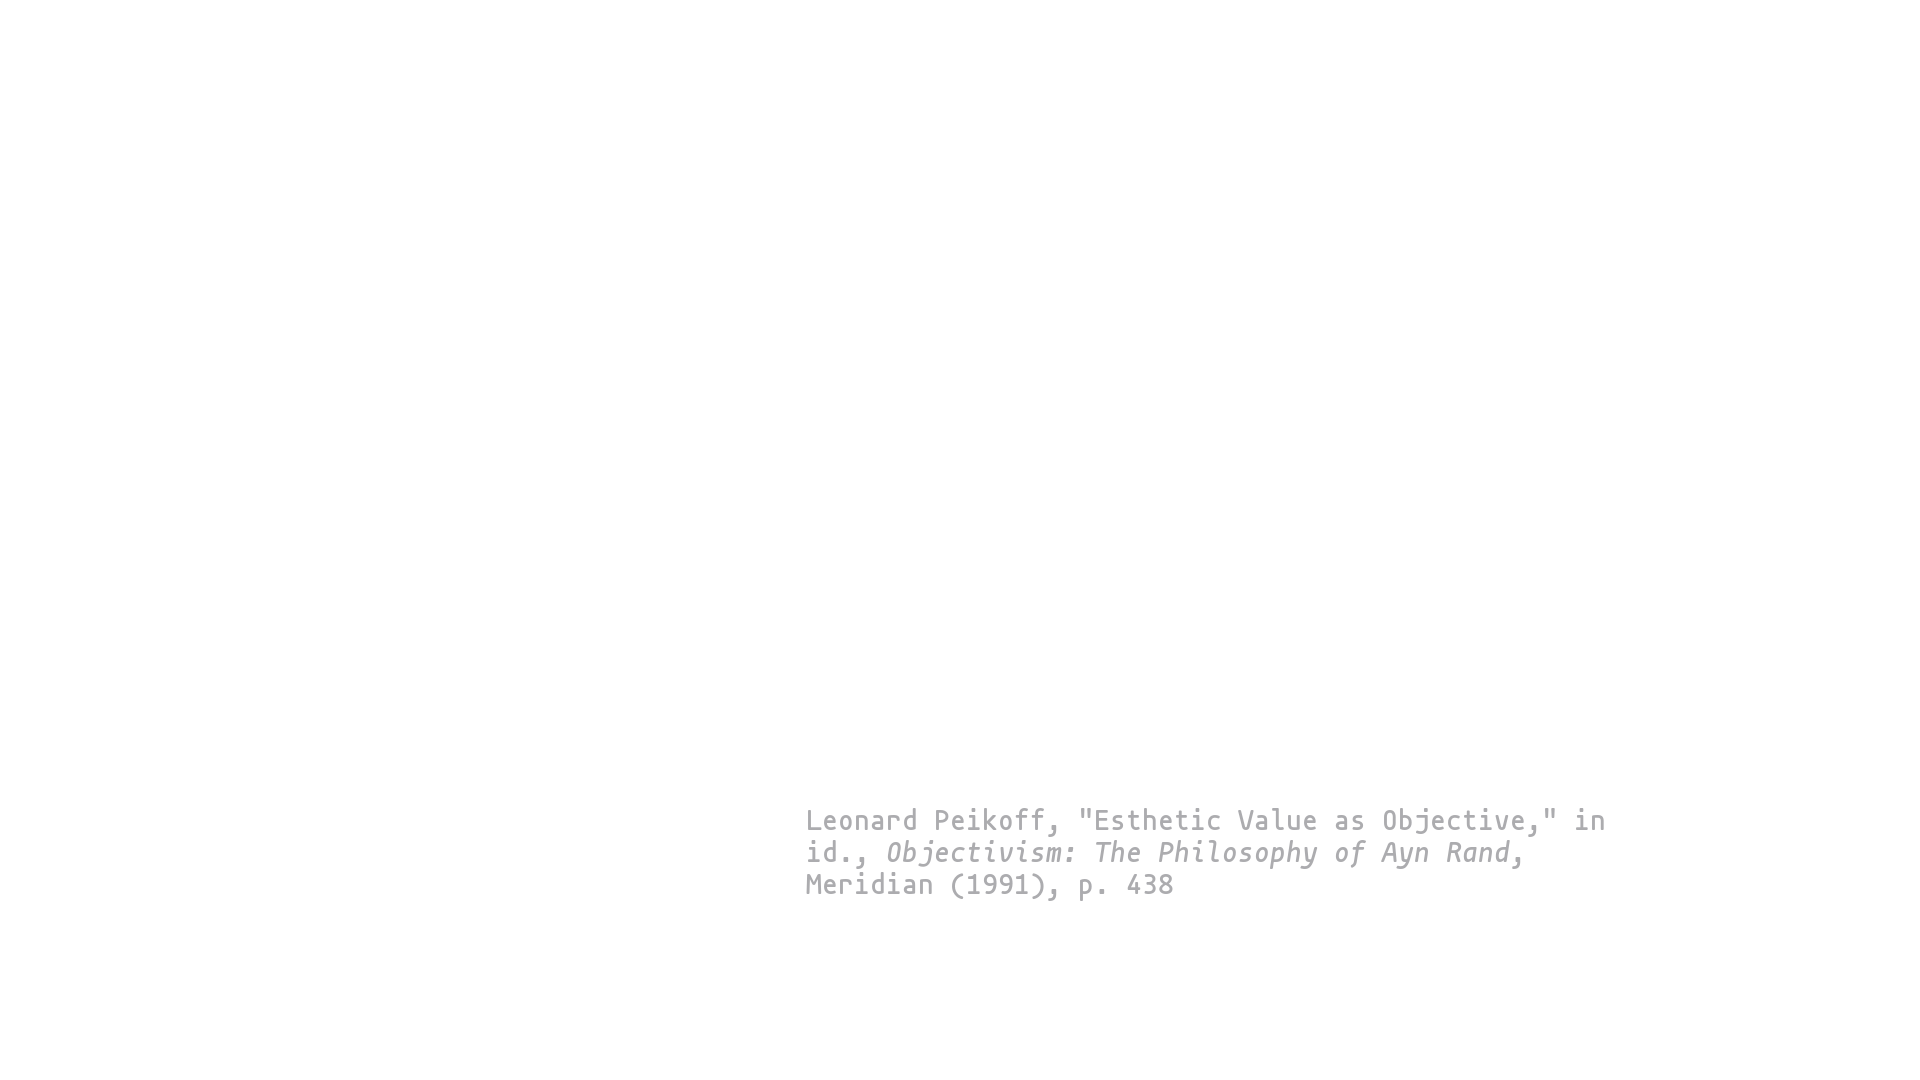 Leonard Peikoff, "Esthetic Value as Objective," in
id., Objectivism: The Philosophy of Ayn Rand,
Meridian (1991), p. 438